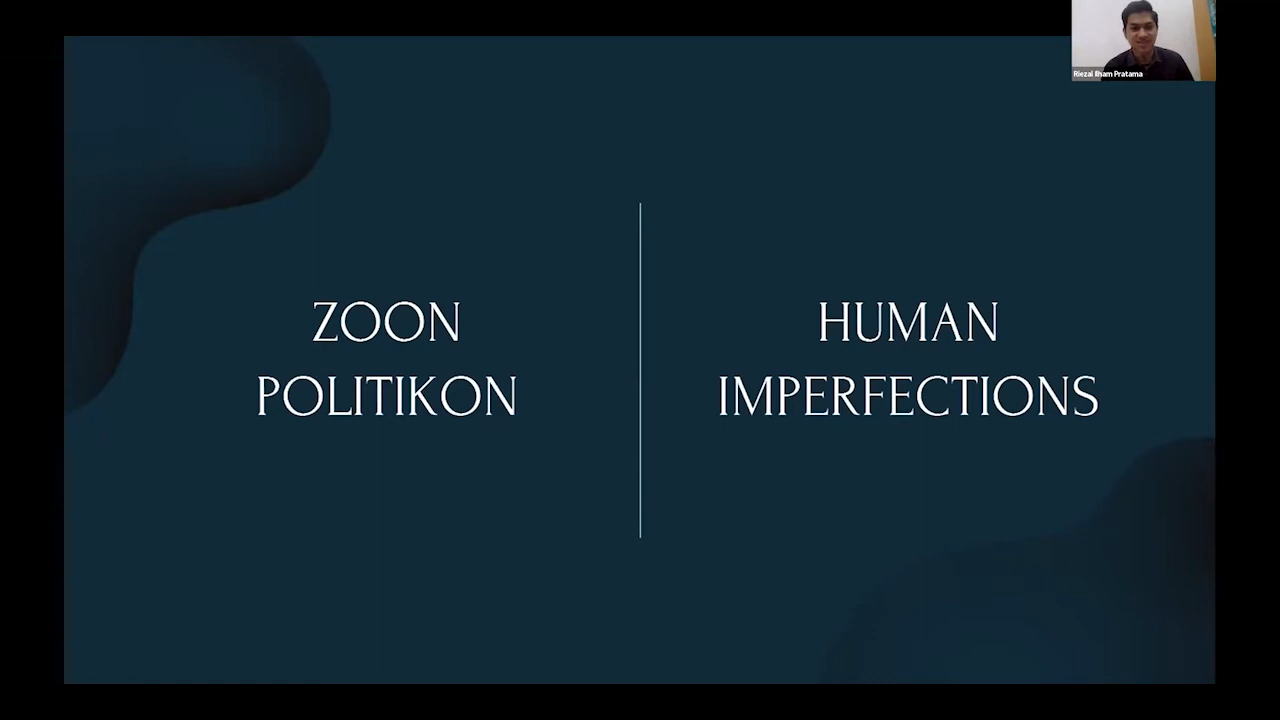 Riezal Ilham Pratama
ZOON
POLITIKON
HUMAN
IMPERFECTIONS